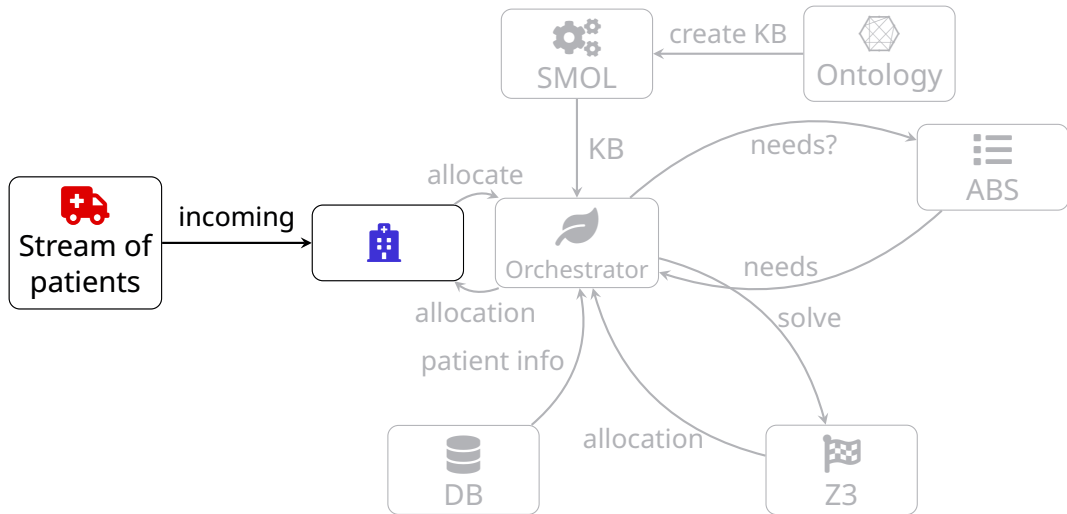 create KB
SMOL
Ontology
KB
needs?
ABS
allocate
incoming
Stream of
patients
Orchestrator
needs
allocation
solve
patient info
allocation
DB
Z3